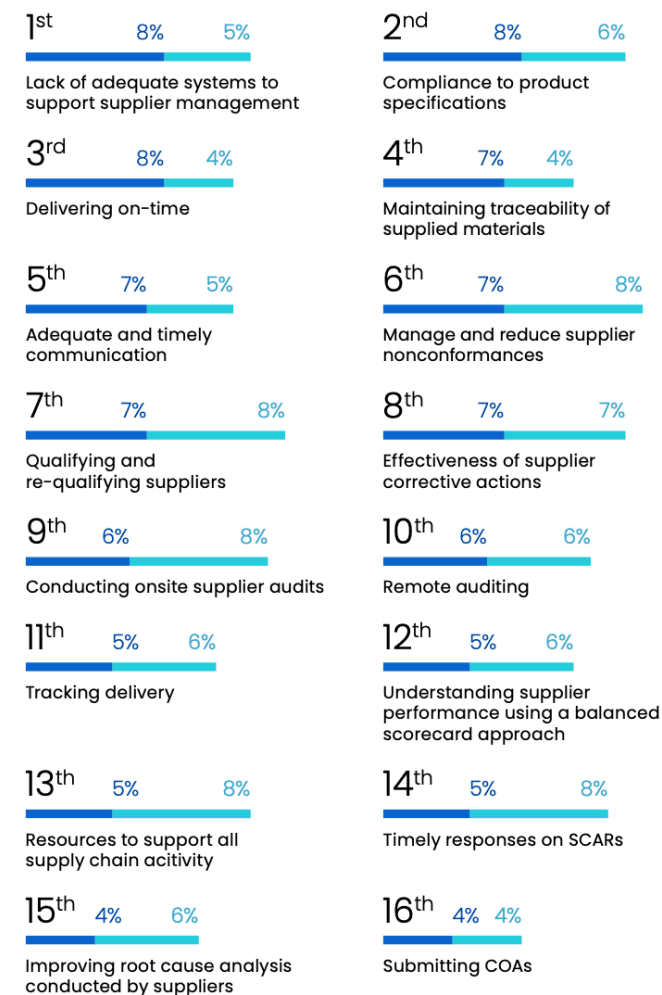 1st 8% 5%
Lack of adequate systems to
support supplier management
2nd 8% 6%
Compliance to product
specifications
3rd 8% 4%
Delivering on-time
4th 7% 4%
Maintaining traceability of
supplied materials
5th 7% 5%
Adequate and timely
communication
6th 7% 8%
Manage and reduce supplier
nonconformances
7th 7% 8%
Qualifying and
re-qualifying suppliers
8th 7% 7%
Effectiveness of supplier
corrective actions
9th 6% 8%
Conducting onsite supplier audits
10th 6% 6%
Remote auditing
11th 5% 6%
Tracking delivery
12th 5% 6%
Understanding supplier
performance using a balanced
scorecard approach
13th 5% 8%
Resources to support all
supply chain acitivity
14th 5% 8%
Timely responses on SCARs
15th 4% 6%
Improving root cause analysis
conducted by suppliers
16th 4% 4%
Submitting COAs